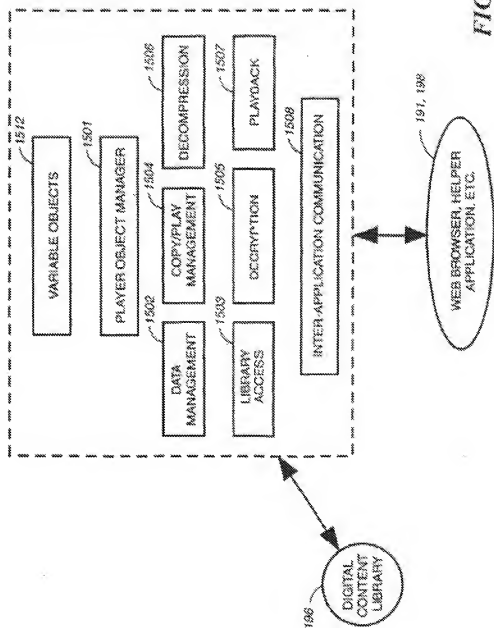 1512
VARIABLE OBJECTS
1501
PLAYER OBJECT MANAGER
1502
DATA
MANAGEMENT
1504
COPY/PLAY
MANAGEMENT
1506
DECOMPRESSION
1503
LIBRARY
ACCESS
1505
DECRYPTION
1507
PLAYBACK
1508
INTER-APPLICATION COMMUNICATION
196
DIGITAL
CONTENT
LIBRARY
191, 198
WEB BROWSER, HELPER
APPLICATION, ETC.
FIG